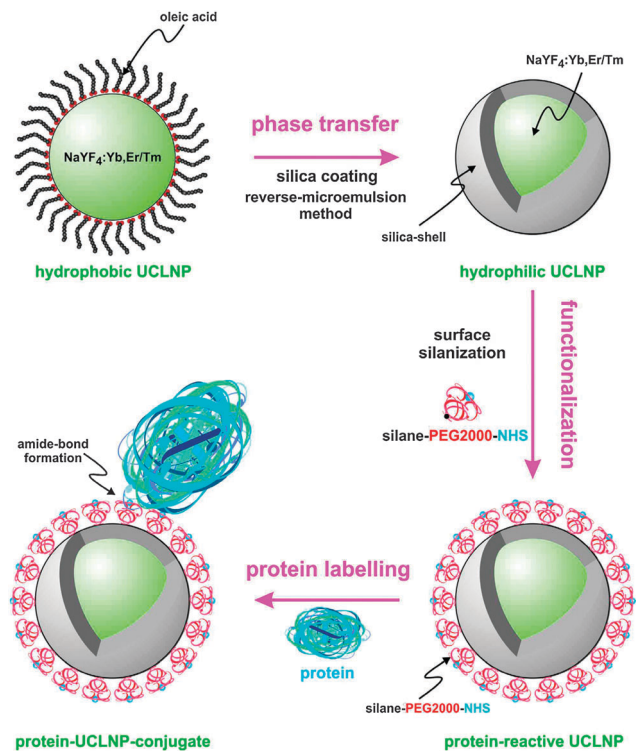 oleic acid
NaYF4:Yb,Er/Tm
hydrophobic UCLNP
phase transfer
silica coating
reverse-microemulsion
method
NaYF4:Yb,Er/Tm
silica-shell
hydrophilic UCLNP
functionalization
surface
silanization
silane-PEG2000-NHS
amide-bond
formation
protein labelling
protein
silane-PEG2000-NHS
protein-UCLNP-conjugate
protein-reactive UCLNP